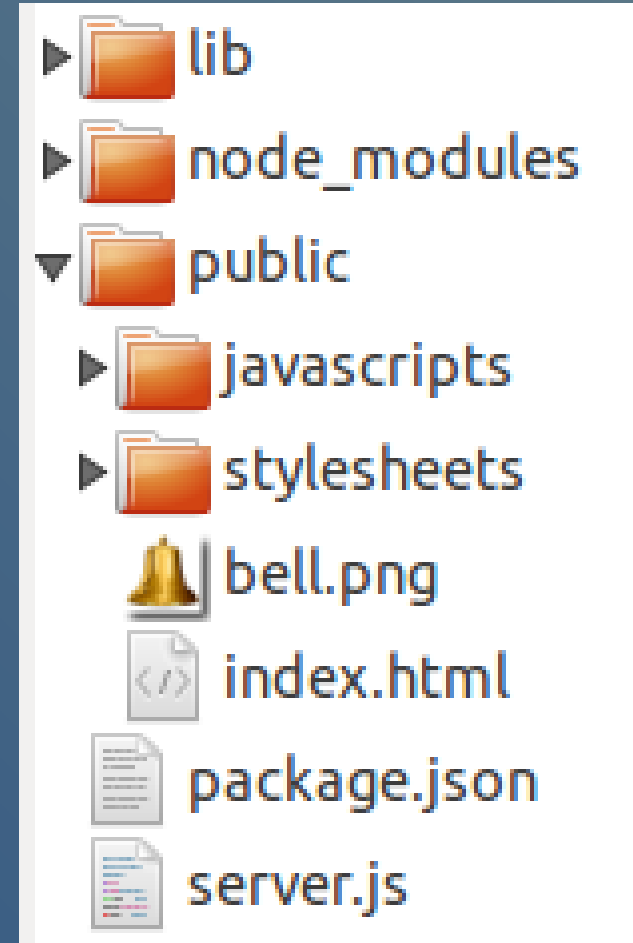 lib
node_modules
public
javascripts
stylesheets
bell.png
index.html
package.json
server.js